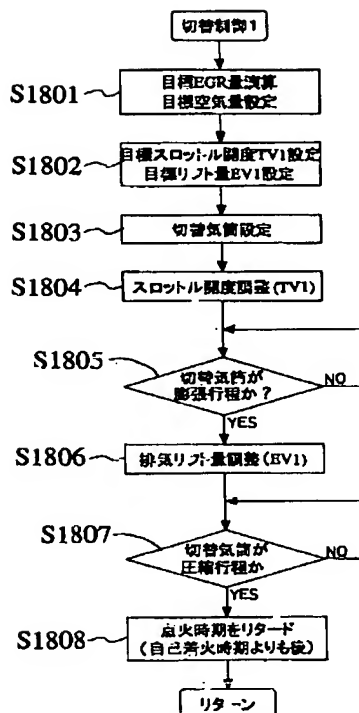 切替制御1
S1801
目標EGR量演算
目標空気量設定
S1802
目標スロットル開度TV1設定
目標リフト量EV1設定
S1803
切替気筒設定
S1804
スロットル開度調整(TV1)
S1805
切替気筒が
膨張行程か？
NO
YES
S1806
排気リフト量調整(EV1)
S1807
切替気筒が
圧縮行程か
NO
YES
S1808
点火時期をリタード
(自己着火時期よりも後)
リターン